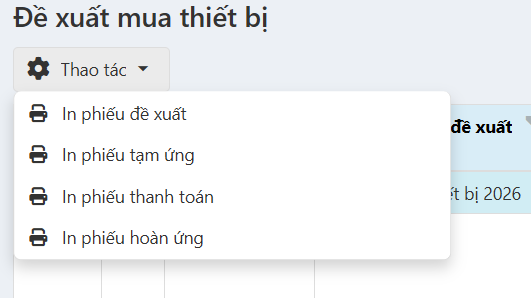 Đề xuất mua thiết bị
Thao tác
In phiếu đề xuất
đề xuất
In phiếu tạm ứng
In phiếu thanh toán
bị 2026
In phiếu hoàn ứng